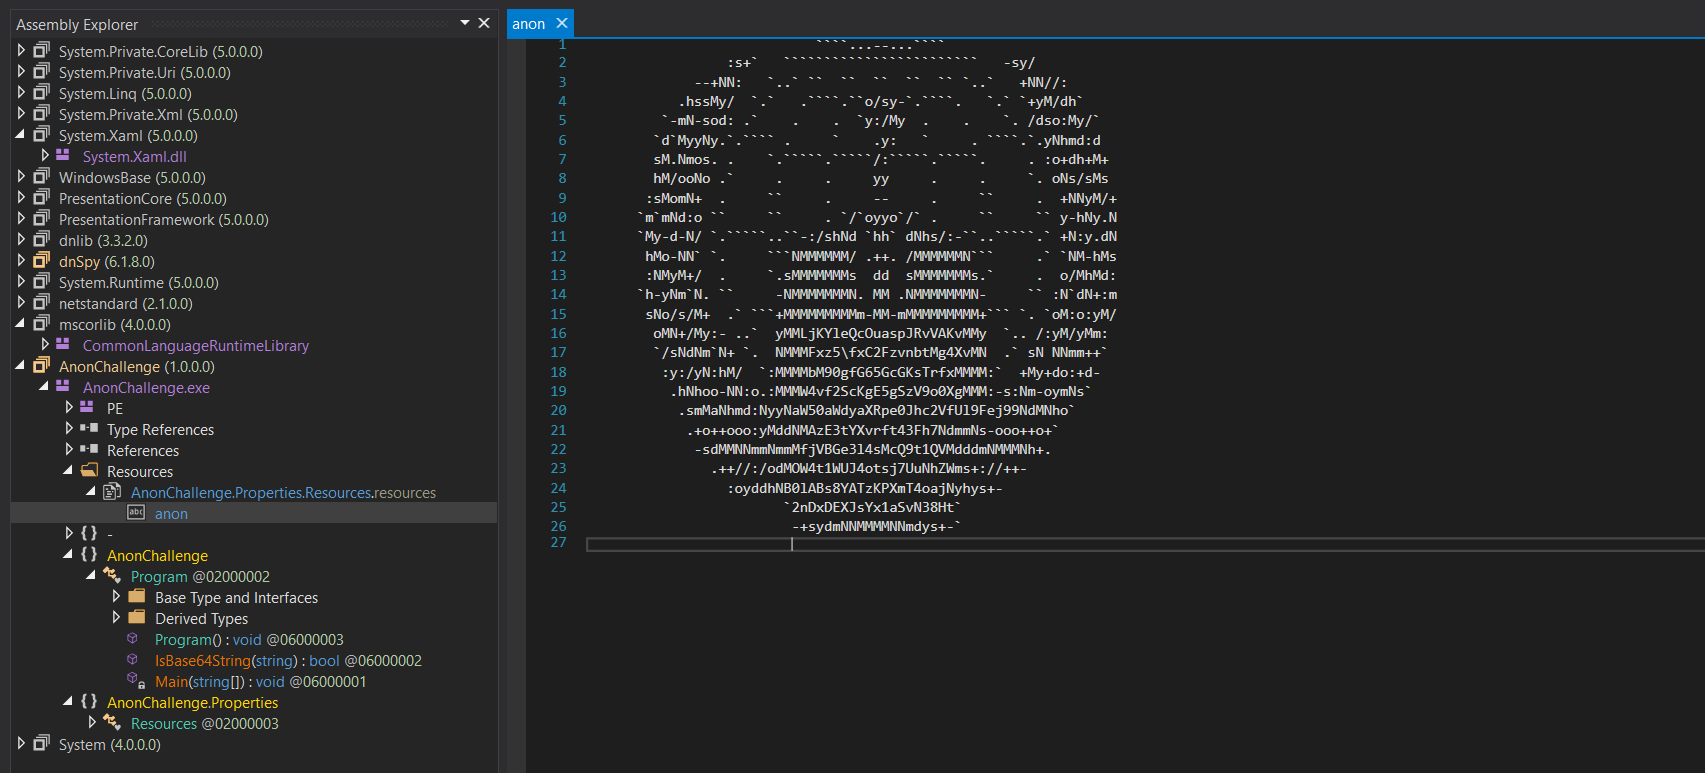 Assembly Explorer
System.Private.CoreLib (5.0.0.0)
System.Private.Uri (5.0.0.0)
System.Linq (5.0.0.0)
System.Private.Xml (5.0.0.0)
System.Xaml (5.0.0.0)
System.Xaml.dll
WindowsBase (5.0.0.0)
PresentationCore (5.0.0.0)
PresentationFramework (5.0.0.0)
dnlib (3.3.2.0)
dnSpy (6.1.8.0)
System.Runtime (5.0.0.0)
netstandard (2.1.0.0)
mscorlib (4.0.0.0)
CommonLanguageRuntimeLibrary
AnonChallenge (1.0.0.0)
AnonChallenge.exe
PE
Type References
References
Resources
AnonChallenge.Properties.Resources.resources
anon
-
AnonChallenge
Program @02000002
Base Type and Interfaces
Derived Types
Program() : void @06000003
IsBase64String(string) : bool @06000002
Main(string[]) : void @06000001
AnonChallenge.Properties
Resources @02000003
System (4.0.0.0)
anon
1 ````...--...````
2 :s+` ```````````````````````` -sy/
3 --+NN: `..` `` `` `` `` `` `..` +NN//:
4 .hssMy/ `.` .````.``o/sy-`.````. `.` `+yM/dh`
5 `-mN-sod: .` . . `y:/My . . `. /dso:My/`
6 `d`MyyNy.`.```` . ` .y: ` . ````.`.yNhmd:d
7 sM.Nmos. . `.`````.`````/:`````.`````. . :o+dh+M+
8 hM/ooNo .` . . yy . . `. oNs/sMs
9 :sMomN+ . `` . -- . `` . +NNyM/+
10 `m`mNd:o `` `` . `/`oyyo`/` . `` `` y-hNy.N
11 `My-d-N/ `.`````..``-:/shNd `hh` dNhs/:-``..`````.` +N:y.dN
12 hMo-NN` `. ```NMMMMMM/ .++. /MMMMMMN``` .` `NM-hMs
13 :NMyM+/ . `.sMMMMMMMs dd sMMMMMMMs.` . o/MhMd:
14 `h-yNm`N. `` -NMMMMMMMN. MM .NMMMMMMMN- `` :N`dN+:m
15 sNo/s/M+ .` ```+MMMMMMMMMm-MM-mMMMMMMMMM+``` `. `oM:o:yM/
16 oMN+/My:- ..` yMMLjKYleQcOuaspJRvVAKvMMy `.. /:yM/yMm:
17 `/sNdNm`N+ `. NMMMFxz5\fxC2FzvnbtMg4XvMN .` sN NNmm++`
18 :y:/yN:hM/ `:MMMMbM90gfG65GcGKsTrfxMMMM:` +My+do:+d-
19 .hNhoo-NN:o.:MMMW4vf2ScKgE5gSzV9o0XgMMM:-s:Nm-oymNs`
20 .smMaNhmd:NyyNaW50aWdyaXRpe0Jhc2VfUl9Fej99NdMNho`
21 .+o++ooo:yMddNMAzE3tYXvrft43Fh7NdmmNs-ooo++o+`
22 -sdMMNNmmNmmMfjVBGe3l4sMcQ9t1QVMdddmNMMMNh+.
23 .++//:/odMOW4t1WUJ4otsj7UuNhZWms+://++-
24 :oyddhNB0lABs8YATzKPXmT4oajNyhys+-
25 `2nDxDEXJsYx1aSvN38Ht`
26 -+sydmNNMMMMNNmdys+-`
27